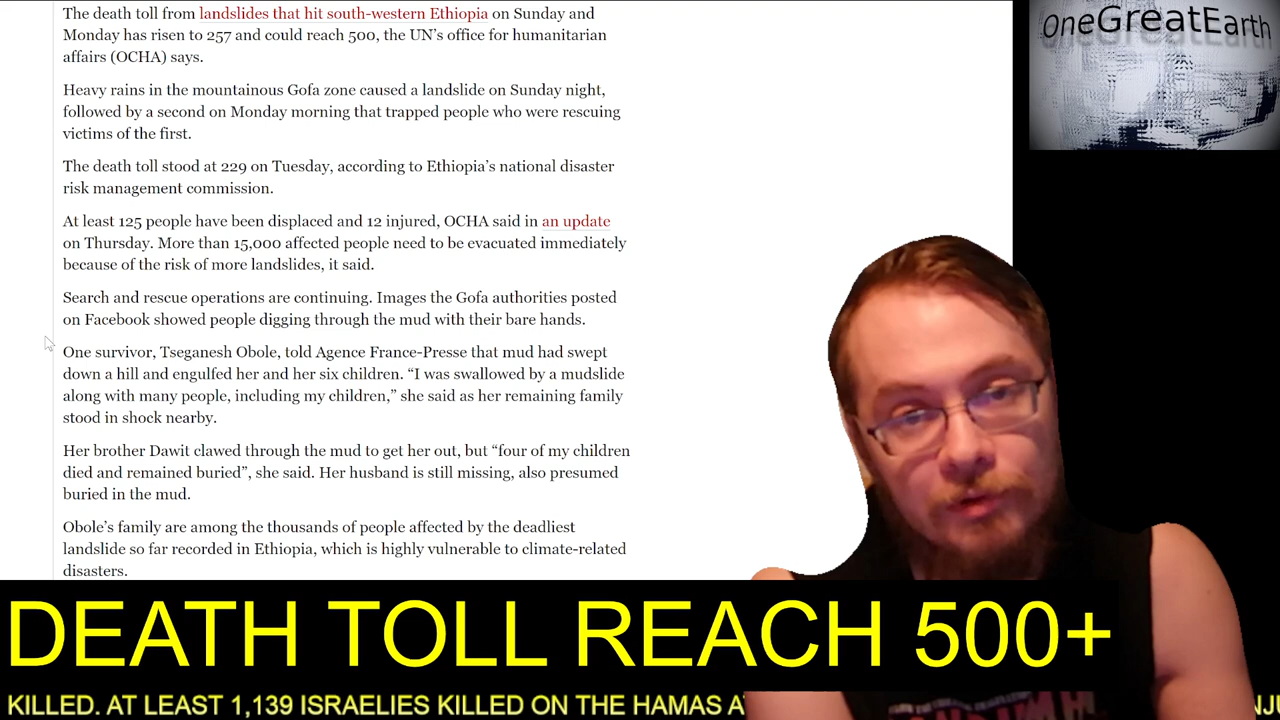 The death toll from landslides that hit south-western Ethiopia on Sunday and
Monday has risen to 257 and could reach 500, the UN’s office for humanitarian
affairs (OCHA) says.
Heavy rains in the mountainous Gofa zone caused a landslide on Sunday night,
followed by a second on Monday morning that trapped people who were rescuing
victims of the first.
The death toll stood at 229 on Tuesday, according to Ethiopia’s national disaster
risk management commission.
At least 125 people have been displaced and 12 injured, OCHA said in an update
on Thursday. More than 15,000 affected people need to be evacuated immediately
because of the risk of more landslides, it said.
Search and rescue operations are continuing. Images the Gofa authorities posted
on Facebook showed people digging through the mud with their bare hands.
One survivor, Tseganesh Obole, told Agence France-Presse that mud had swept
down a hill and engulfed her and her six children. “I was swallowed by a mudslide
along with many people, including my children,” she said as her remaining family
stood in shock nearby.
Her brother Dawit clawed through the mud to get her out, but “four of my children
died and remained buried”, she said. Her husband is still missing, also presumed
buried in the mud.
Obole’s family are among the thousands of people affected by the deadliest
landslide so far recorded in Ethiopia, which is highly vulnerable to climate-related
disasters.
OneGreatEarth
DEATH TOLL REACH 500+
KILLED. AT LEAST 1,139 ISRAELIES KILLED ON THE HAMAS